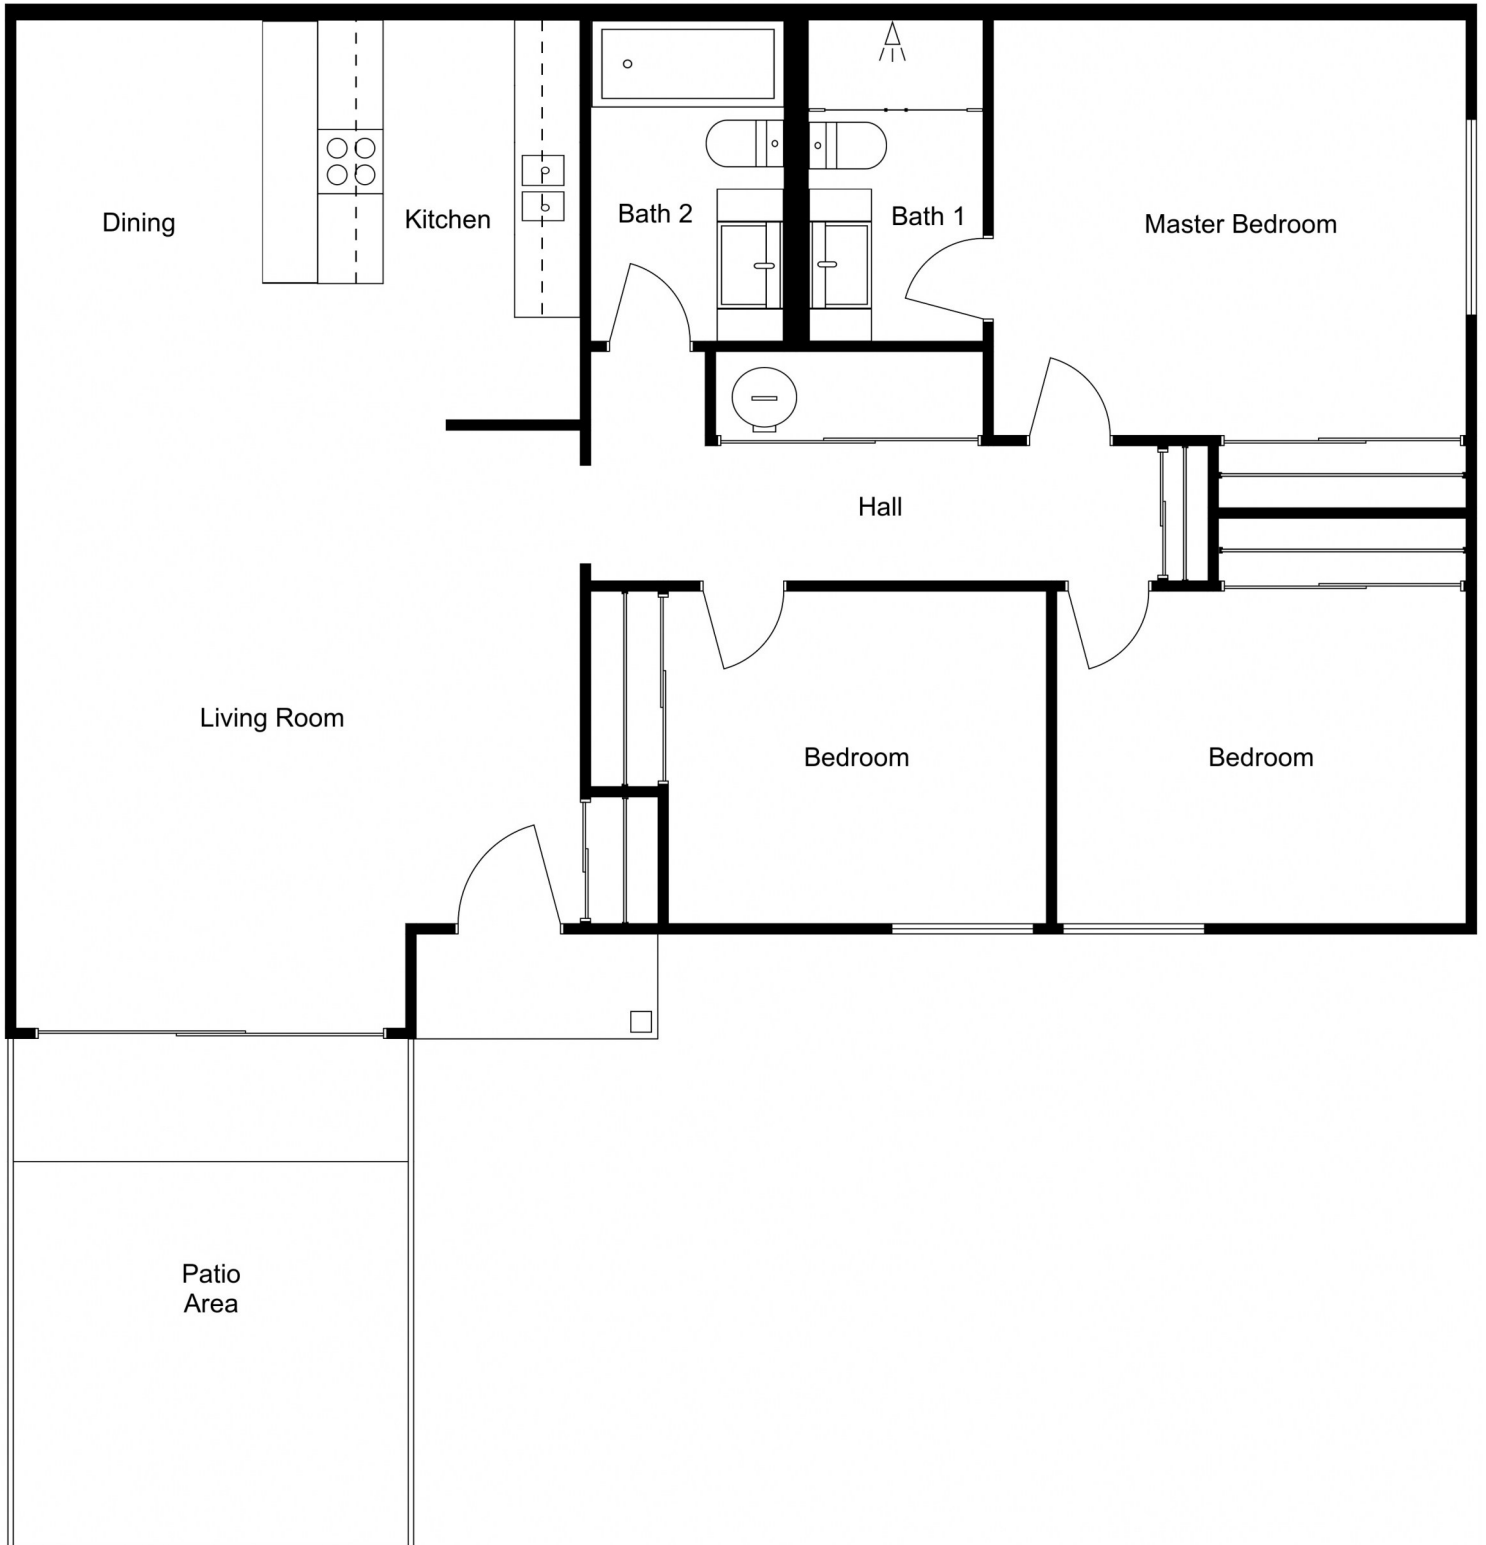 Dining
Kitchen
Bath 2
Bath 1
Master Bedroom
Hall
Living Room
Bedroom
Bedroom
Patio
Area